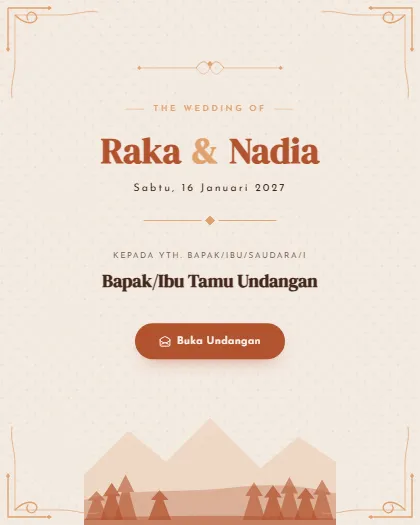 THE WEDDING OF
Raka & Nadia
Sabtu, 16 Januari 2027
KEPADA YTH. BAPAK/IBU/SAUDARA/I
Bapak/Ibu Tamu Undangan
Buka Undangan